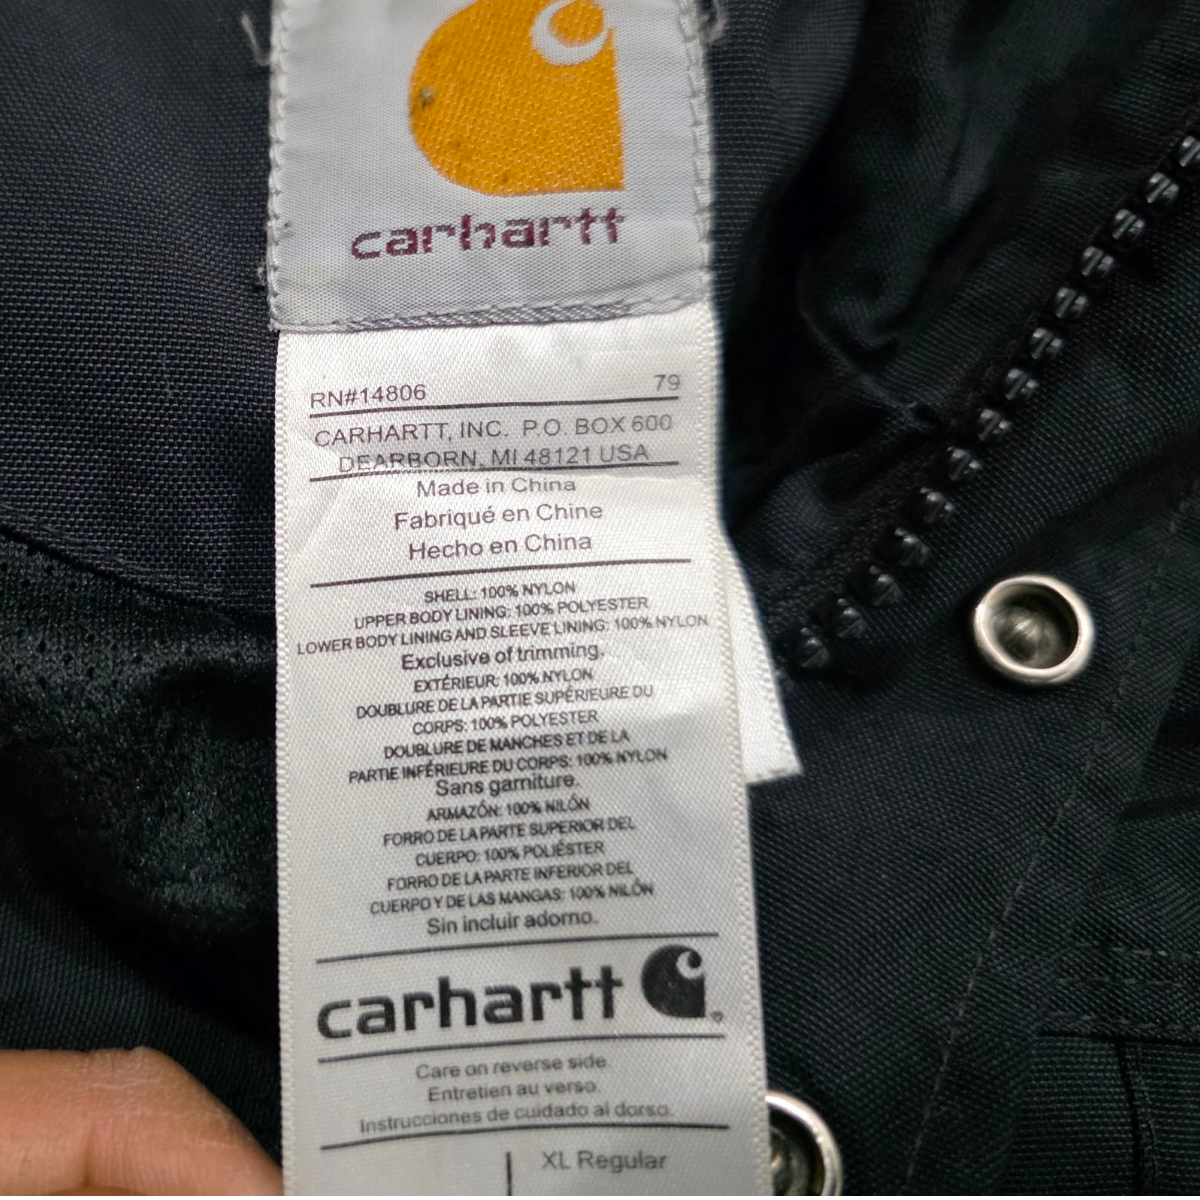 carhartt
RN#14806 79
CARHARTT, INC. P.O. BOX 600
DEARBORN, MI 48121 USA
Made in China
Fabriqué en Chine
Hecho en China
SHELL: 100% NYLON
UPPER BODY LINING: 100% POLYESTER
LOWER BODY LINING AND SLEEVE LINING: 100% NYLON
Exclusive of trimming.
EXTÉRIEUR: 100% NYLON
DOUBLURE DE LA PARTIE SUPÉRIEURE DU
CORPS: 100% POLYESTER
DOUBLURE DE MANCHES ET DE LA
PARTIE INFÉRIEURE DU CORPS: 100% NYLON
Sans garniture.
ARMAZÓN: 100% NILÓN
FORRO DE LA PARTE SUPERIOR DEL
CUERPO: 100% POLIÉSTER
FORRO DE LA PARTE INFERIOR DEL
CUERPO Y DE LAS MANGAS: 100% NILÓN
Sin incluir adorno.
carhartt ®
Care on reverse side.
Entretien au verso.
Instrucciones de cuidado al dorso.
XL Regular